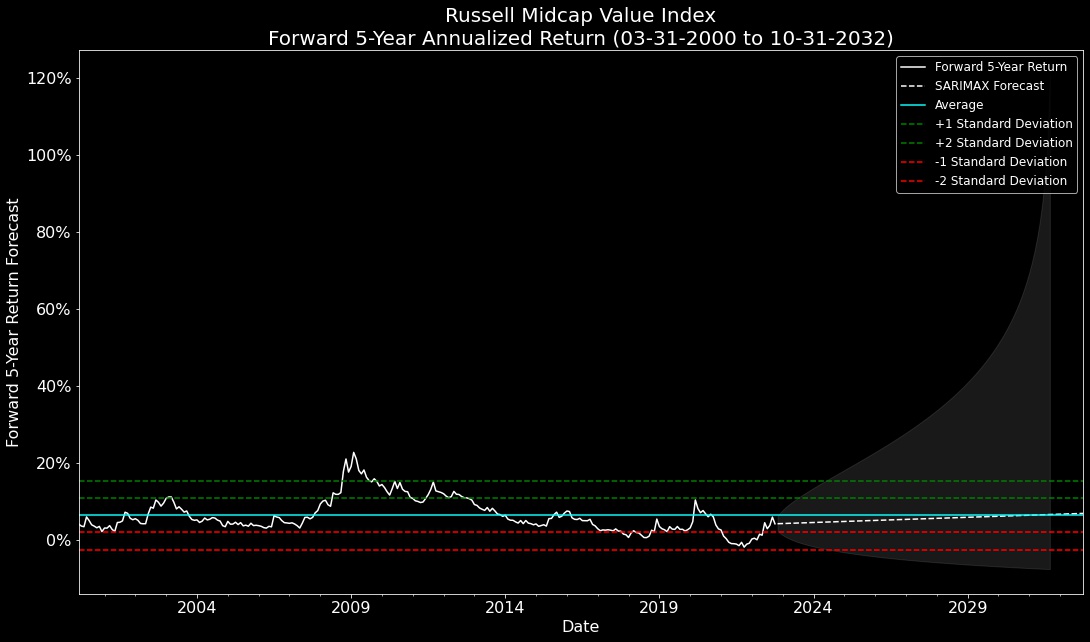 Russell Midcap Value Index
Forward 5-Year Annualized Return (03-31-2000 to 10-31-2032)
Forward 5-Year Return
SARIMAX Forecast
Average
+1 Standard Deviation
+2 Standard Deviation
-1 Standard Deviation
-2 Standard Deviation
Forward 5-Year Return Forecast
120%
100%
80%
60%
40%
20%
0%
2004
2009
2014
2019
2024
2029
Date